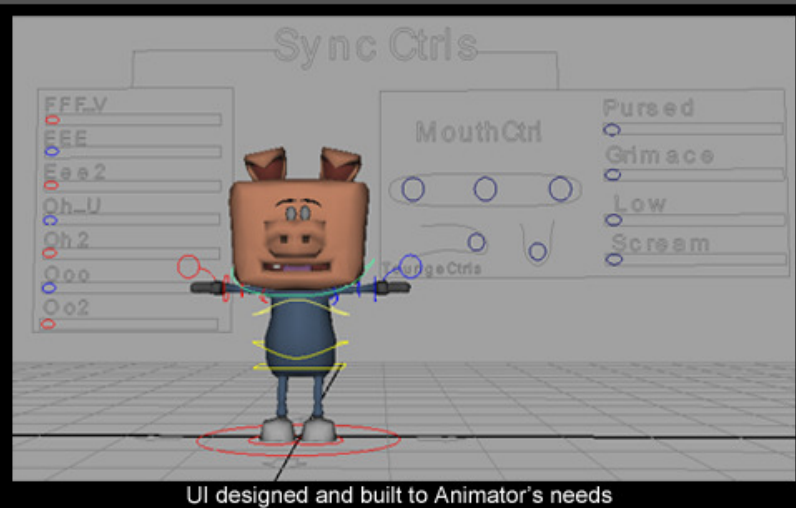 Sync Ctrls
FFF_V
EEE
Eee2
Oh_U
Oh2
Ooo
Oo2
MouthCtrl
ToungeCtrls
Pursed
Grimace
Low
Scream
UI designed and built to Animator's needs